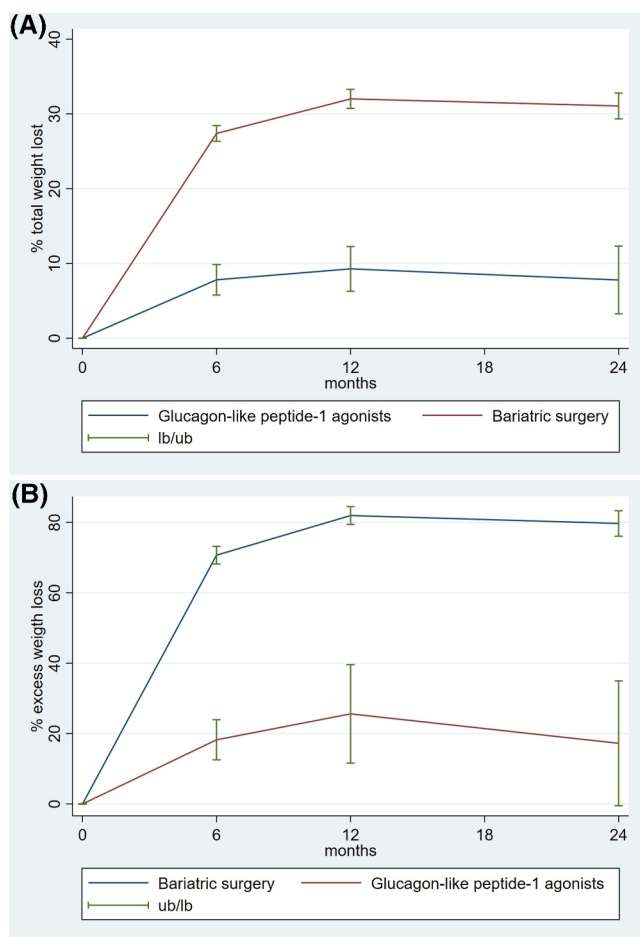 (A)
% total weight lost
40
30
20
10
0
0 6 12 18 24
months
Glucagon-like peptide-1 agonists Bariatric surgery
lb/ub
(B)
% excess weigth loss
80
60
40
20
0
0 6 12 18 24
months
Bariatric surgery Glucagon-like peptide-1 agonists
ub/lb